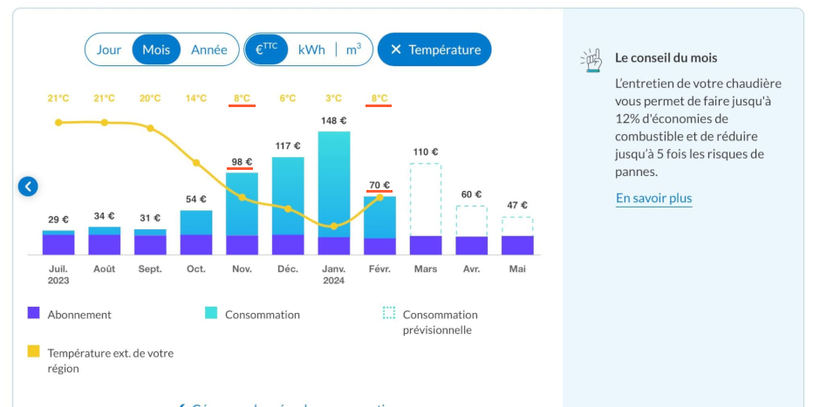 Jour Mois Année €TTC kWh | m³ × Température
21°C 21°C 20°C 14°C 8°C 6°C 3°C 8°C
148 €
117 €
110 €
98 €
70 €
60 €
54 €
47 €
29 € 34 € 31 €
Juil. Août Sept. Oct. Nov. Déc. Janv. Févr. Mars Avr. Mai
2023 2024
Abonnement Consommation Consommation
prévisionnelle
Température ext. de votre
région
Le conseil du mois
L'entretien de votre chaudière
vous permet de faire jusqu'à
12% d'économies de
combustible et de réduire
jusqu'à 5 fois les risques de
pannes.
En savoir plus